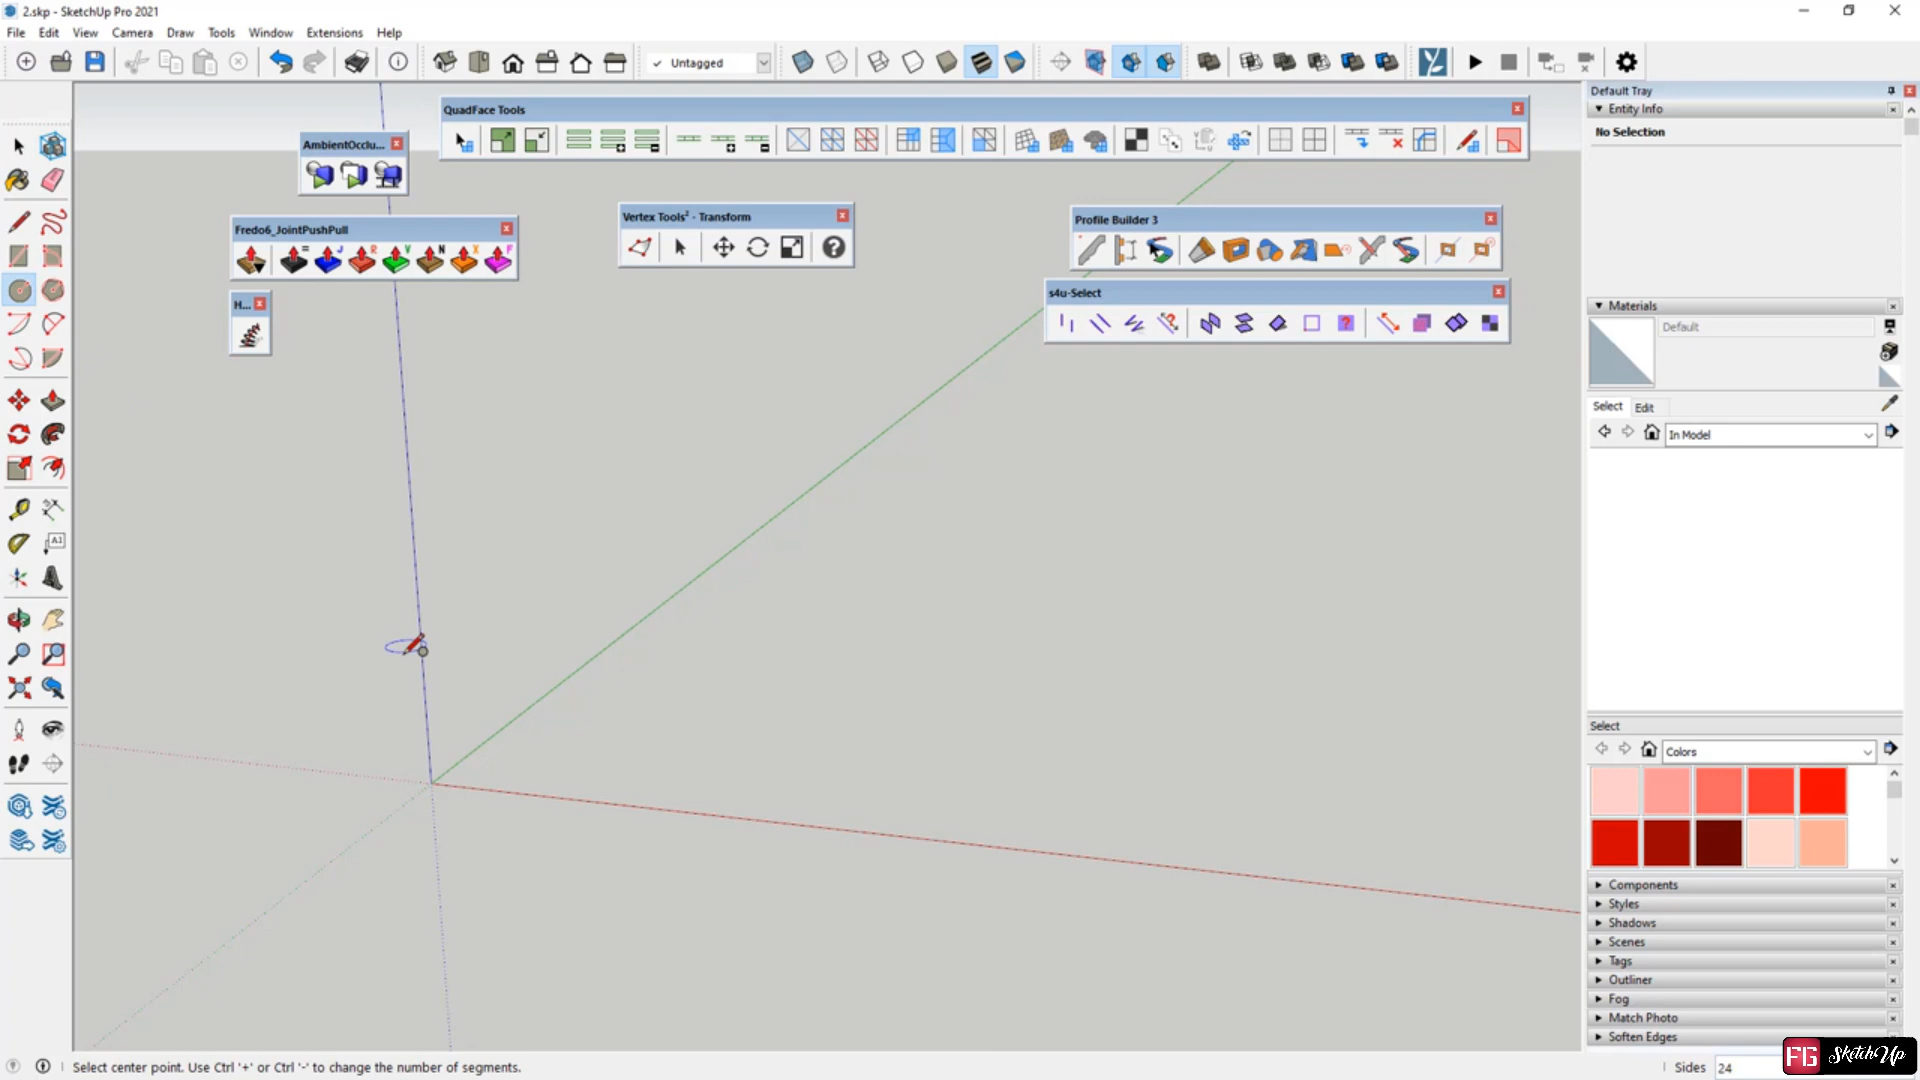 2.skp - SketchUp Pro 2021
File Edit View Camera Draw Tools Window Extensions Help
✓ Untagged
Default Tray
Entity Info
No Selection
QuadFace Tools
AmbientOcclu...
Fredo6_JointPushPull
= J R V N X F
H...
Vertex Tools² - Transform
Profile Builder 3
s4u-Select
Materials
Default
Select Edit
In Model
A1
Select
Colors
Components
Styles
Shadows
Scenes
Tags
Outliner
Fog
Match Photo
Soften Edges
Select center point. Use Ctrl '+' or Ctrl '-' to change the number of segments.
Sides 24
FG SketchUp